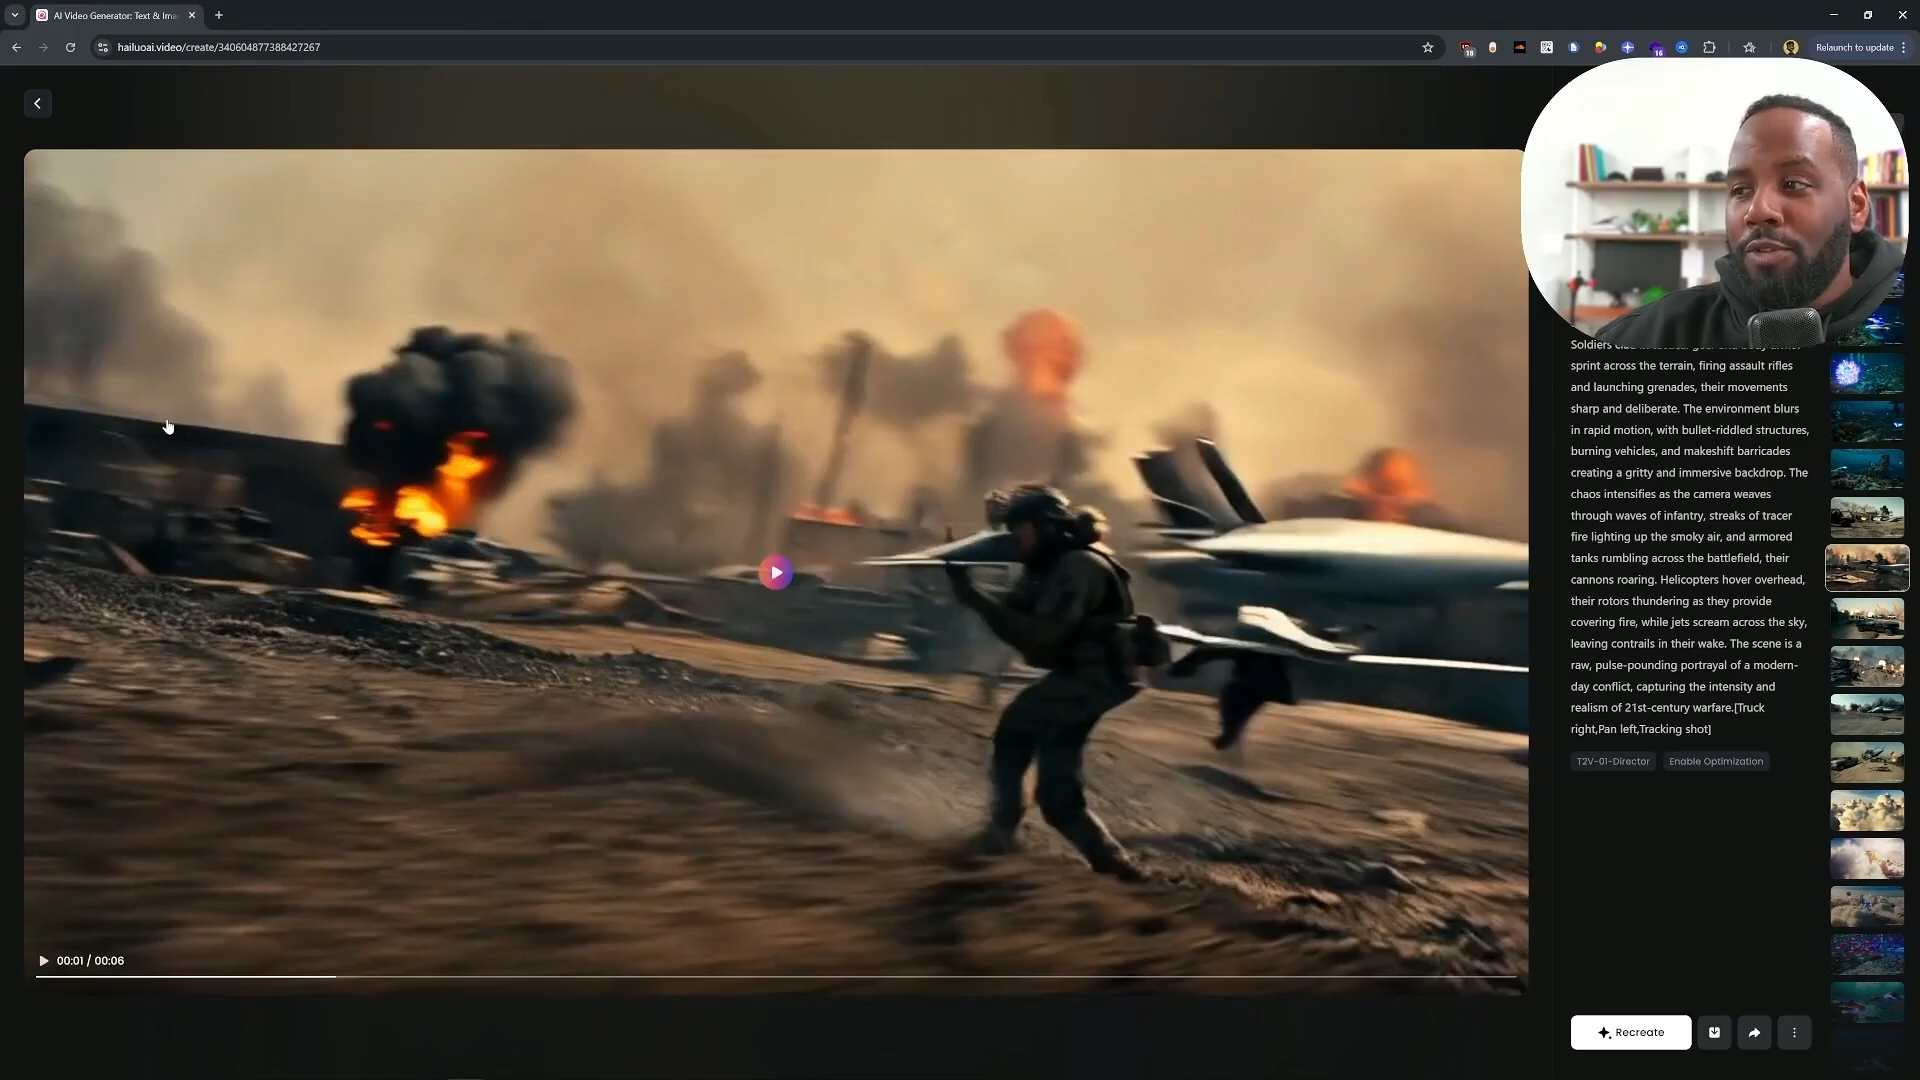 AI Video Generator: Text & Ima
hailuoai.video/create/340604877388427267
18
16
Relaunch to update
Soldiers
sprint across the terrain, firing assault rifles
and launching grenades, their movements
sharp and deliberate. The environment blurs
in rapid motion, with bullet-riddled structures,
burning vehicles, and makeshift barricades
creating a gritty and immersive backdrop. The
chaos intensifies as the camera weaves
through waves of infantry, streaks of tracer
fire lighting up the smoky air, and armored
tanks rumbling across the battlefield, their
cannons roaring. Helicopters hover overhead,
their rotors thundering as they provide
covering fire, while jets scream across the sky,
leaving contrails in their wake. The scene is a
raw, pulse-pounding portrayal of a modern-
day conflict, capturing the intensity and
realism of 21st-century warfare.[Truck
right,Pan left,Tracking shot]
T2V-01-Director Enable Optimization
00:01 / 00:06
Recreate